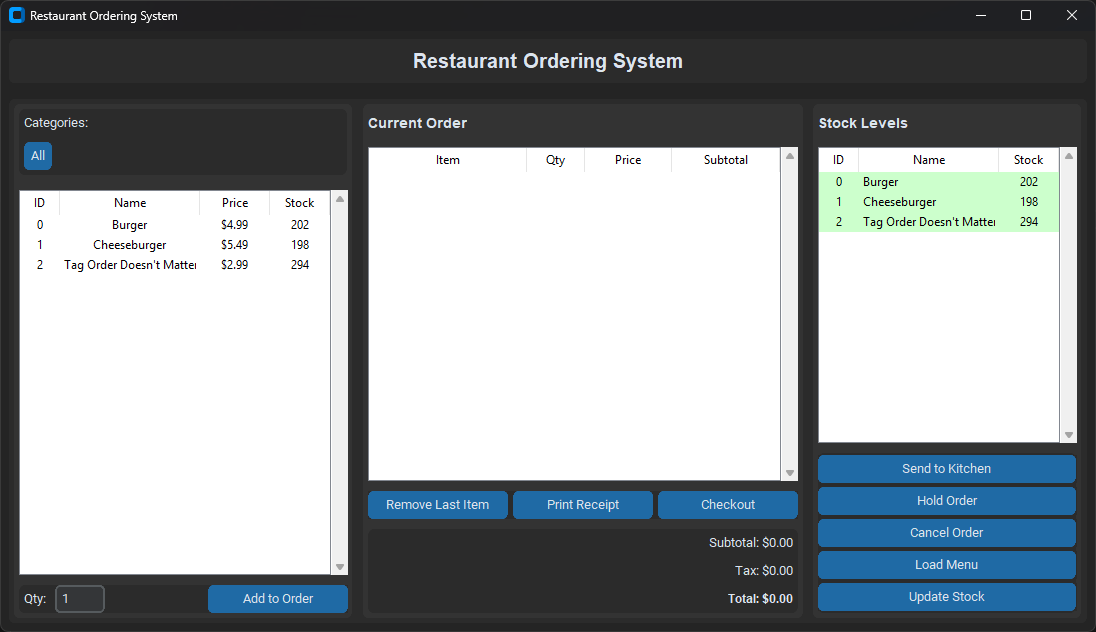 Restaurant Ordering System
Restaurant Ordering System
Categories:
All
ID Name Price Stock
0 Burger $4.99 202
1 Cheeseburger $5.49 198
2 Tag Order Doesn't Matter $2.99 294
Qty: 1 Add to Order
Current Order
Item Qty Price Subtotal
Remove Last Item Print Receipt Checkout
Subtotal: $0.00
Tax: $0.00
Total: $0.00
Stock Levels
ID Name Stock
0 Burger 202
1 Cheeseburger 198
2 Tag Order Doesn't Matter 294
Send to Kitchen
Hold Order
Cancel Order
Load Menu
Update Stock